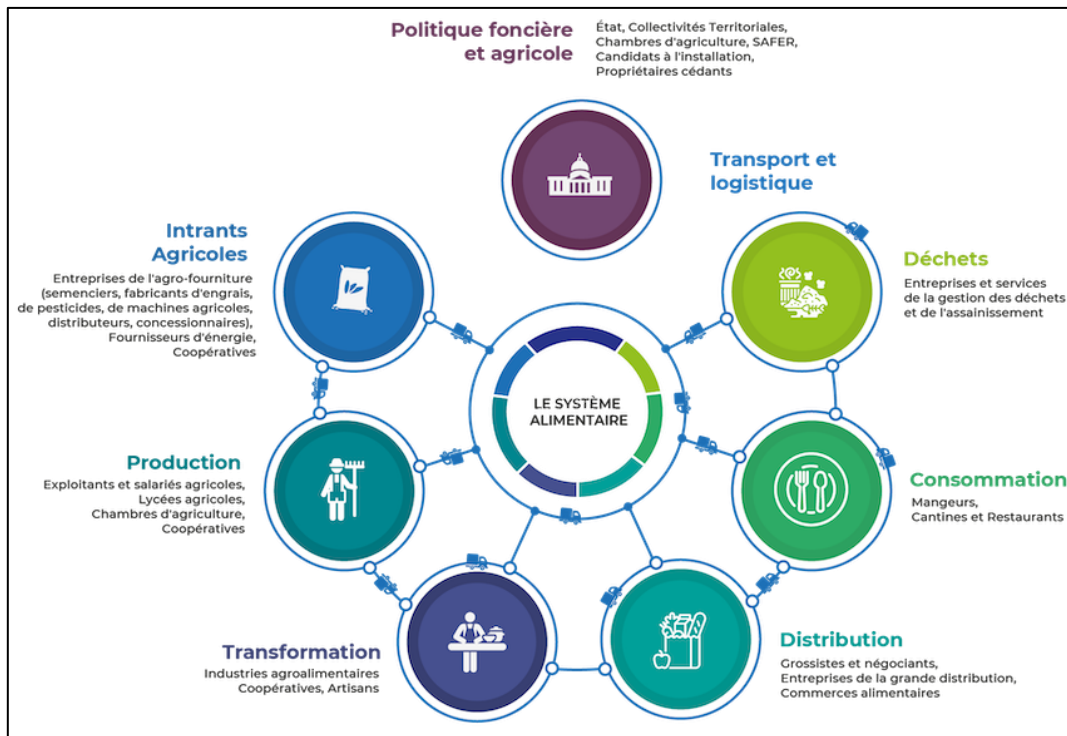 Politique foncière
et agricole
État, Collectivités Territoriales,
Chambres d'agriculture, SAFER,
Candidats à l'installation,
Propriétaires cédants
Transport et
logistique
Intrants
Agricoles
Entreprises de l'agro-fourniture
(semenciers, fabricants d'engrais,
de pesticides, de machines agricoles,
distributeurs, concessionnaires),
Fournisseurs d'énergie,
Coopératives
Déchets
Entreprises et services
de la gestion des déchets
et de l'assainissement
LE SYSTÈME
ALIMENTAIRE
Production
Exploitants et salariés agricoles,
Lycées agricoles,
Chambres d'agriculture,
Coopératives
Consommation
Mangeurs,
Cantines et Restaurants
Transformation
Industries agroalimentaires
Coopératives, Artisans
Distribution
Grossistes et négociants,
Entreprises de la grande distribution,
Commerces alimentaires